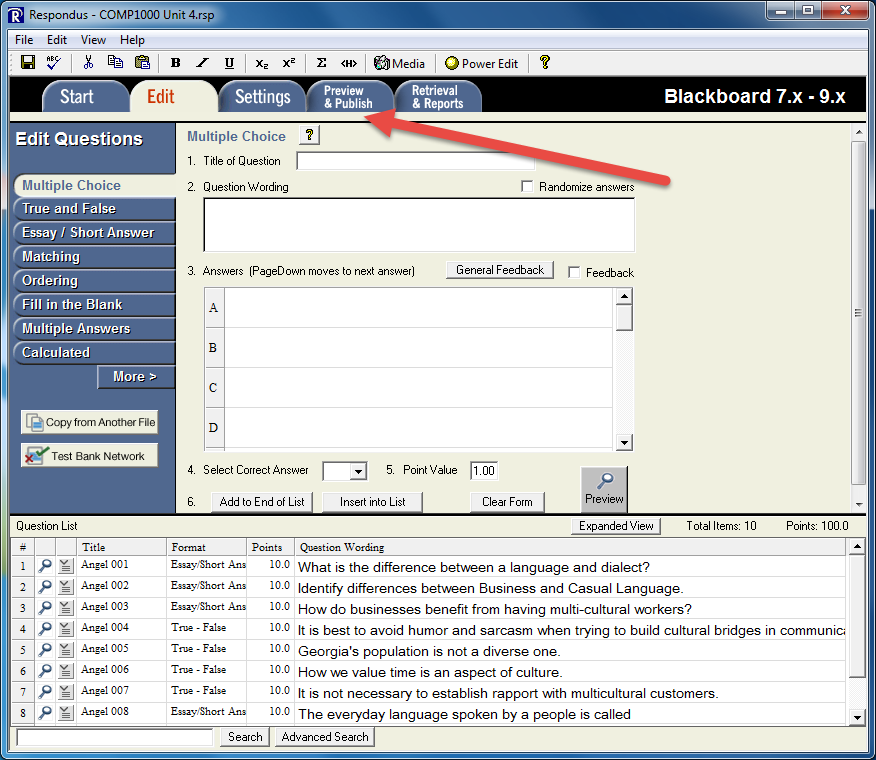 Respondus - COMP1000 Unit 4.rsp
File Edit View Help
ABC B I U X₂ X² Σ <H> Media Power Edit ?
Start Edit Settings Preview & Publish Retrieval & Reports Blackboard 7.x - 9.x
Edit Questions
Multiple Choice
True and False
Essay / Short Answer
Matching
Ordering
Fill in the Blank
Multiple Answers
Calculated
More >
Copy from Another File
Test Bank Network
Multiple Choice ?
1. Title of Question
2. Question Wording Randomize answers
3. Answers (PageDown moves to next answer) General Feedback Feedback
A
B
C
D
4. Select Correct Answer 5. Point Value 1.00
Preview
6. Add to End of List Insert into List Clear Form
Question List Expanded View Total Items: 10 Points: 100.0
# Title Format Points Question Wording
1 Angel 001 Essay/Short Ans 10.0 What is the difference between a language and dialect?
2 Angel 002 Essay/Short Ans 10.0 Identify differences between Business and Casual Language.
3 Angel 003 Essay/Short Ans 10.0 How do businesses benefit from having multi-cultural workers?
4 Angel 004 True - False 10.0 It is best to avoid humor and sarcasm when trying to build cultural bridges in communica
5 Angel 005 True - False 10.0 Georgia's population is not a diverse one.
6 Angel 006 True - False 10.0 How we value time is an aspect of culture.
7 Angel 007 True - False 10.0 It is not necessary to establish rapport with multicultural customers.
8 Angel 008 Essay/Short Ans 10.0 The everyday language spoken by a people is called
Search Advanced Search